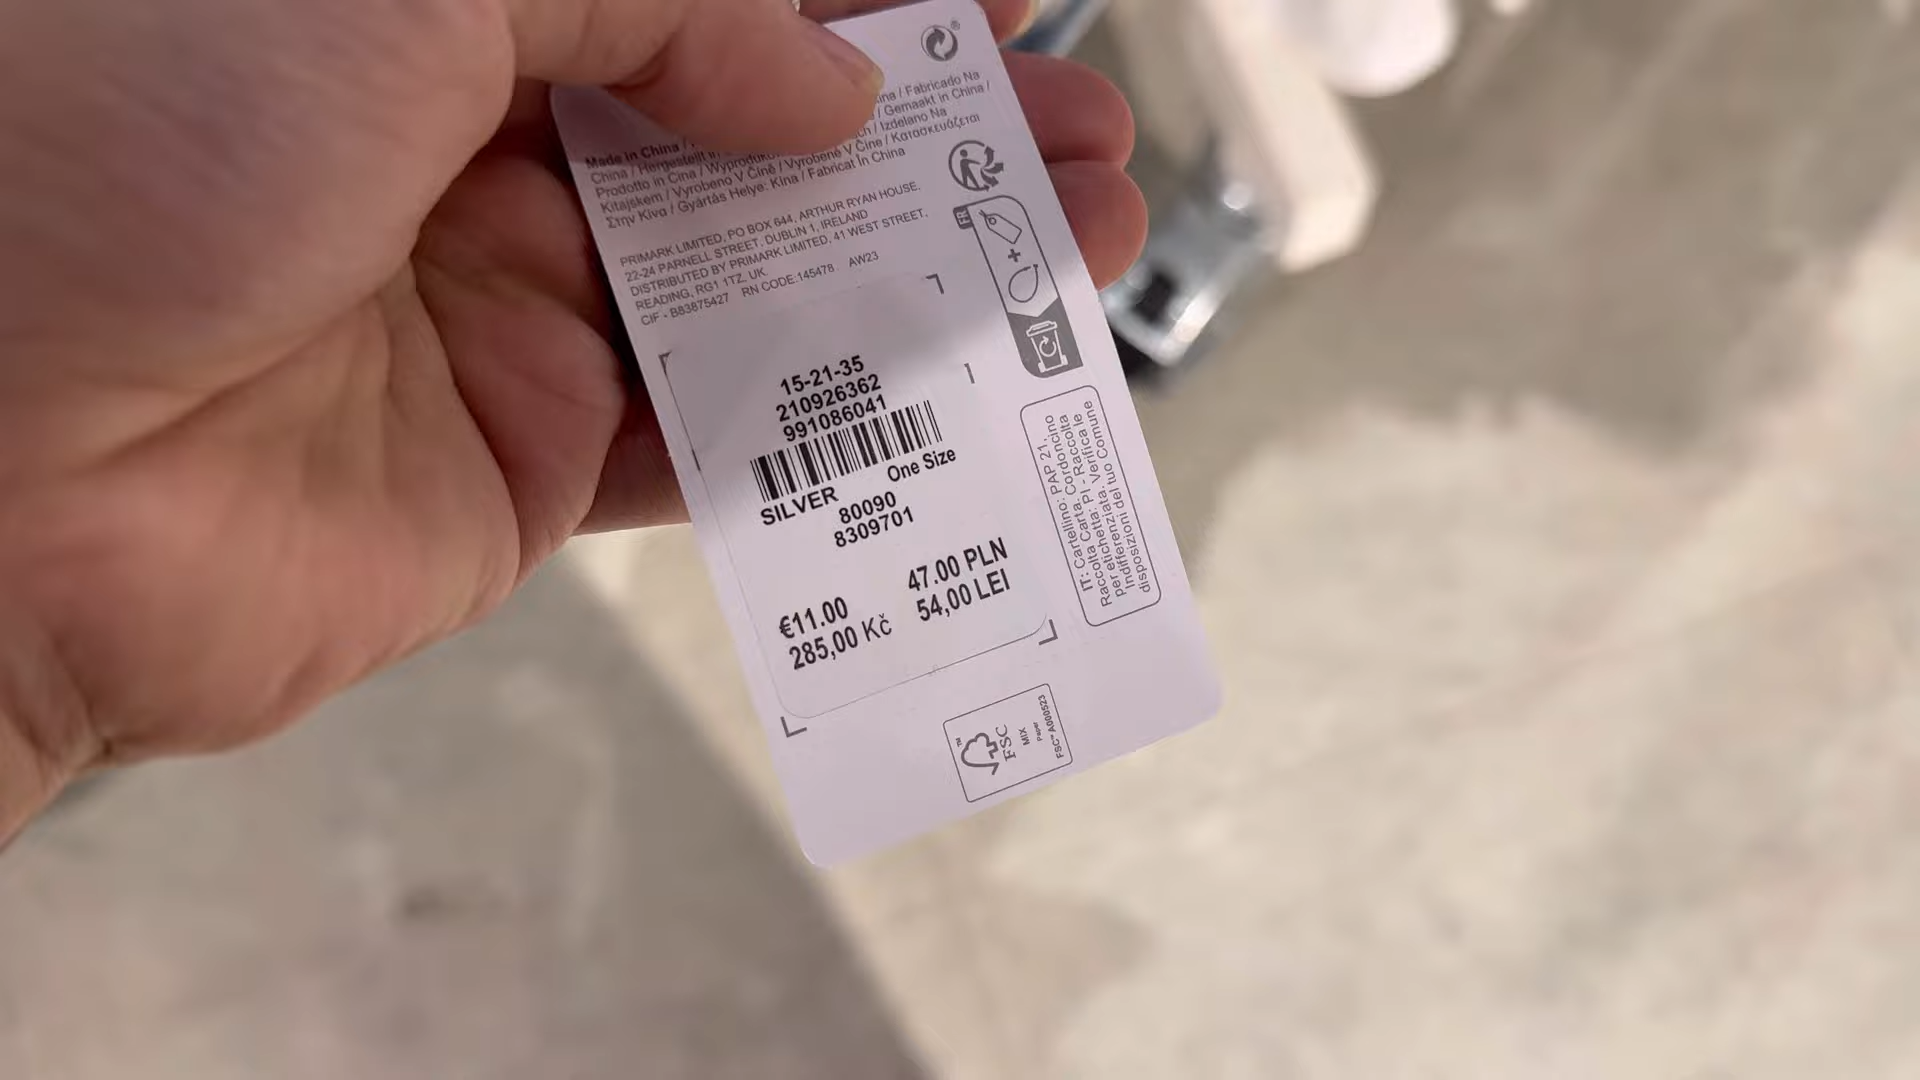 ina / Fabricado Na
Made in China / / Gemaakt in China /
China / Hergestellt in / Izdelano Na
Prodotto in Cina / Wyprodukow / Vyrobené V Číne / Κατασκευάζεται
Kitajskem / Vyrobeno V Číně / Fabricat În China
Στην Κίνα / Gyártás Helye: Kína
PRIMARK LIMITED, PO BOX 644, ARTHUR RYAN HOUSE,
22-24 PARNELL STREET, DUBLIN 1, IRELAND
DISTRIBUTED BY PRIMARK LIMITED, 41 WEST STREET,
READING, RG1 1TZ, UK.
CIF - B83875427 RN CODE:145478 AW23
FR
15-21-35
210926362
991086041
One Size
SILVER
80090
8309701
47.00 PLN
54,00 LEI
€11.00
285,00 Kč
IT: Cartellino: PAP 21,
Raccolta Carta. Cordoncino
Raccolta
per etichetta: PI - Raccolta
Indifferenziata. Verifica le
disposizioni del tuo Comune
FSC™
MIX
Paper
FSC™ A000523